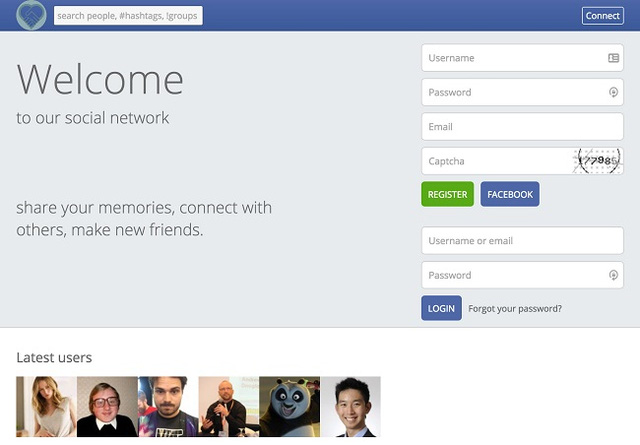 search people, #hashtags, !groups
Connect
Welcome
to our social network
share your memories, connect with
others, make new friends.
Username
Password
Email
Captcha
REGISTER
FACEBOOK
Username or email
Password
LOGIN
Forgot your password?
Latest users